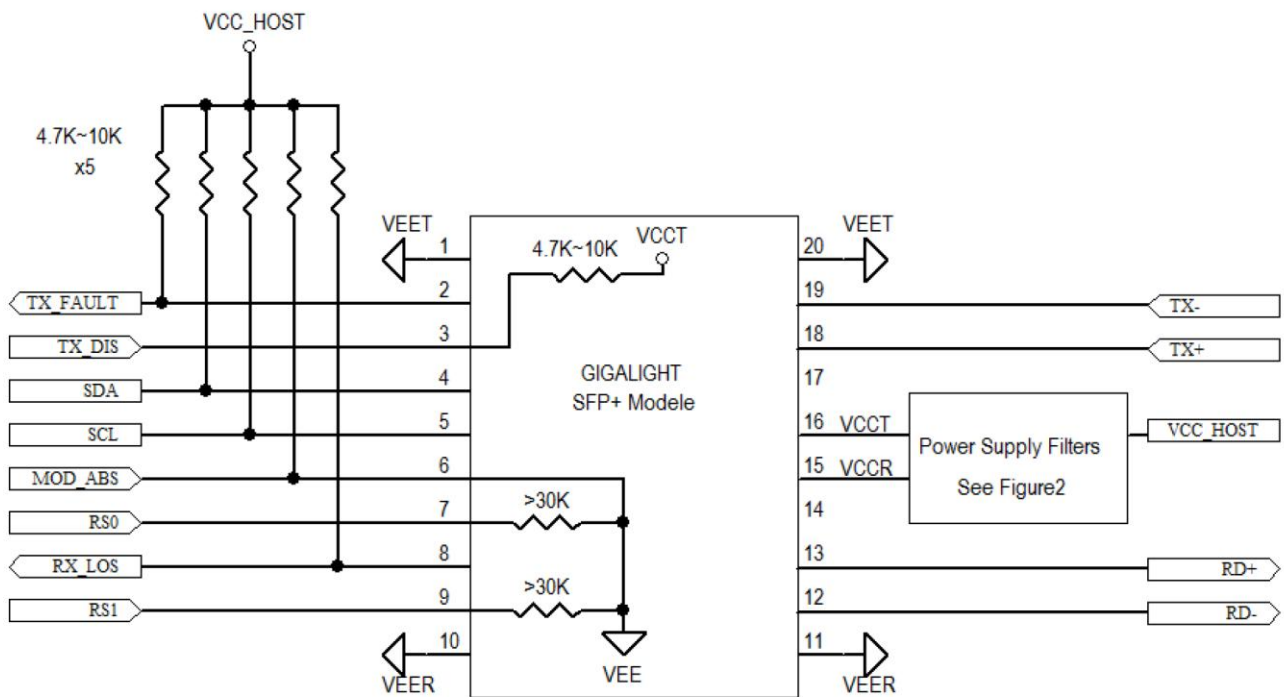 VCC_HOST
4.7K~10K
x5
VEET
1
4.7K~10K
VCCT
20
VEET
TX_FAULT
2
19
TX-
TX_DIS
3
18
TX+
SDA
4
GIGALIGHT
SFP+ Modele
17
SCL
5
16
VCCT
Power Supply Filters
See Figure2
VCC_HOST
MOD_ABS
6
15
VCCR
RS0
7
>30K
14
RX_LOS
8
13
RD+
RS1
9
>30K
12
RD-
10
VEER
VEE
11
VEER